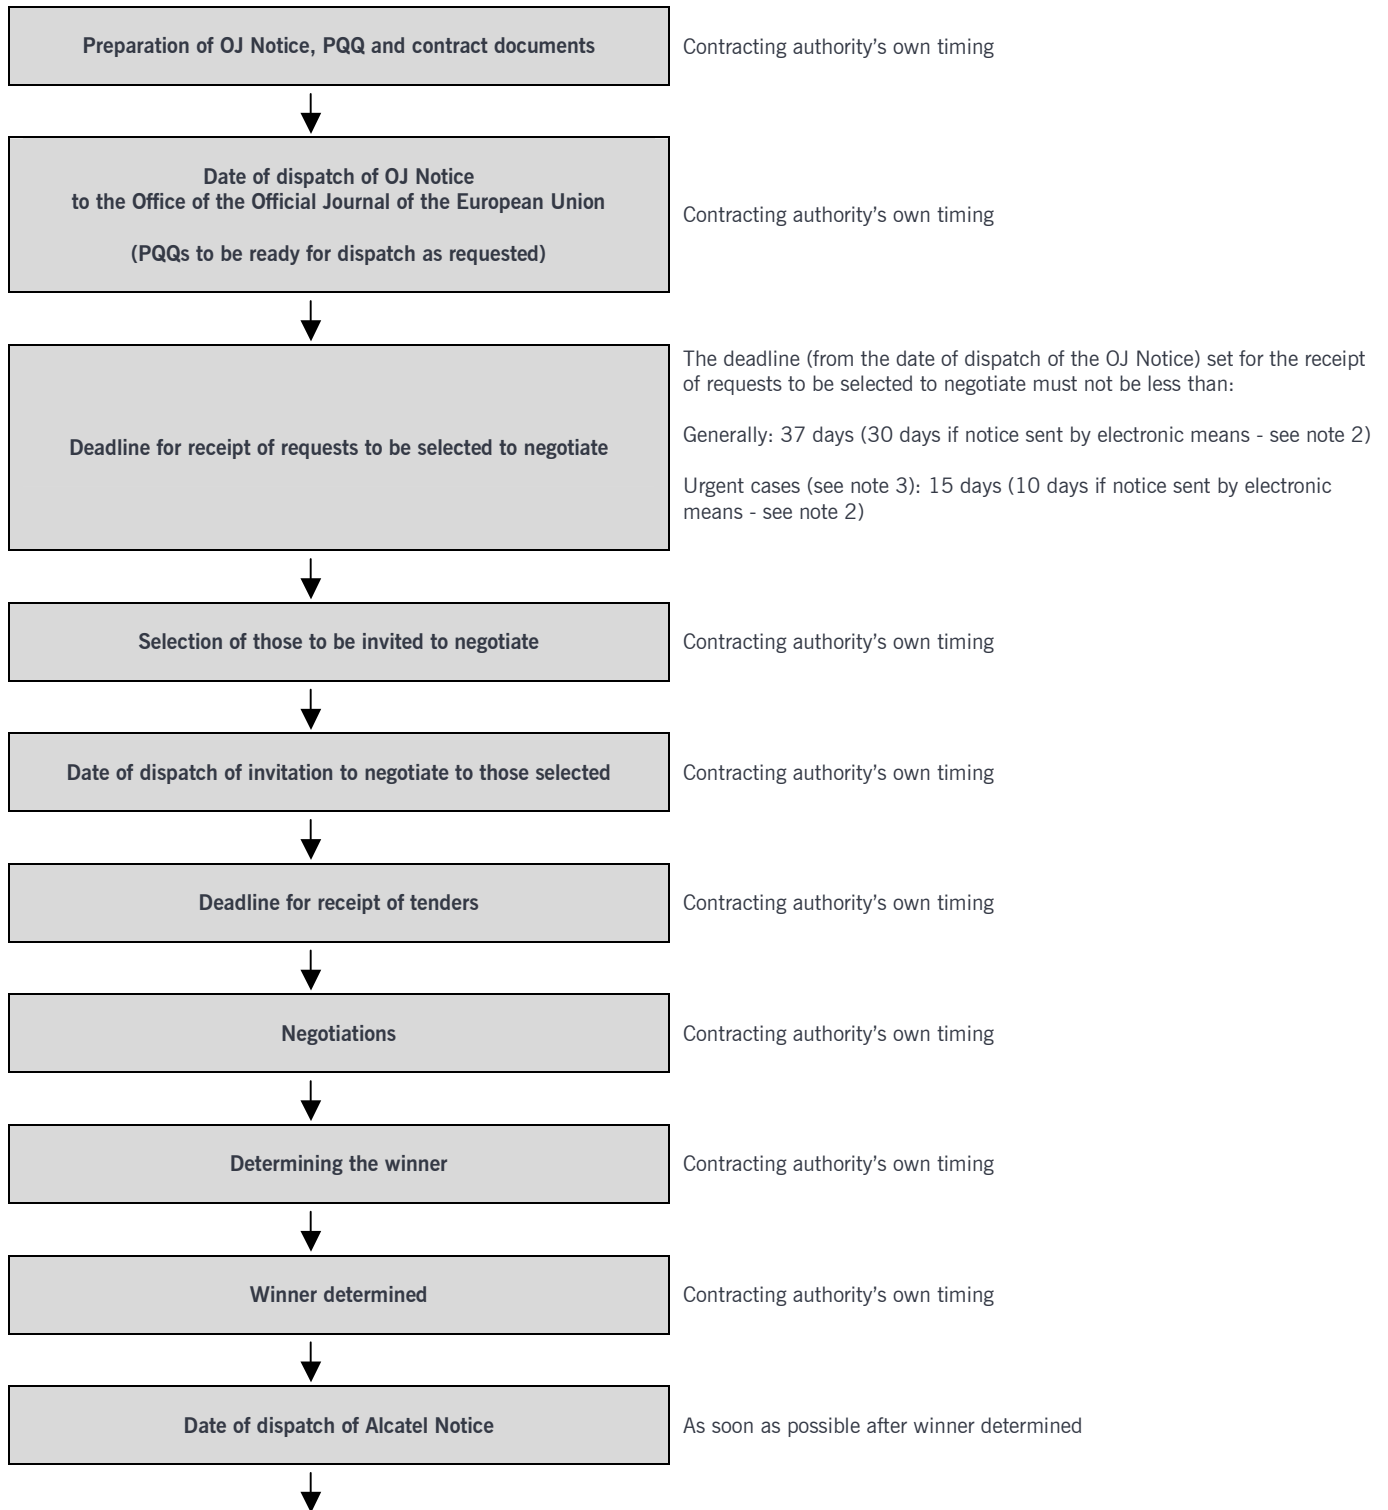 Preparation of OJ Notice, PQQ and contract documents
Contracting authority’s own timing
Date of dispatch of OJ Notice
to the Office of the Official Journal of the European Union
(PQQs to be ready for dispatch as requested)
Contracting authority’s own timing
Deadline for receipt of requests to be selected to negotiate
The deadline (from the date of dispatch of the OJ Notice) set for the receipt
of requests to be selected to negotiate must not be less than:
Generally: 37 days (30 days if notice sent by electronic means - see note 2)
Urgent cases (see note 3): 15 days (10 days if notice sent by electronic
means - see note 2)
Selection of those to be invited to negotiate
Contracting authority’s own timing
Date of dispatch of invitation to negotiate to those selected
Contracting authority’s own timing
Deadline for receipt of tenders
Contracting authority’s own timing
Negotiations
Contracting authority’s own timing
Determining the winner
Contracting authority’s own timing
Winner determined
Contracting authority’s own timing
Date of dispatch of Alcatel Notice
As soon as possible after winner determined